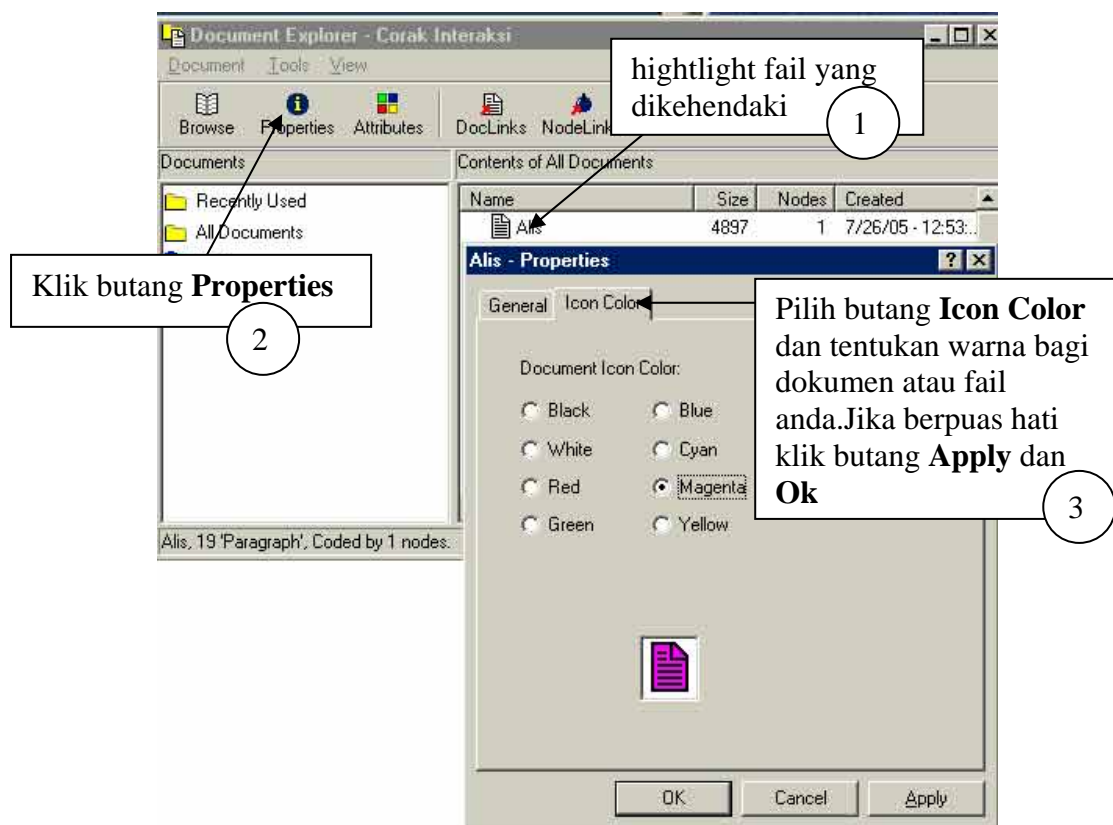 Document Explorer - Corak Interaksi
Document Tools View
Browse Properties Attributes DocLinks
hightlight fail yang
dikehendaki
1
Documents
Contents of All Documents
Recently Used
All Documents
Name Size Nodes Created
Alis 4897 1 7/26/05 - 12:53:..
Klik butang Properties
2
Alis - Properties
General Icon Color
Document Icon Color:
Black Blue
White Cyan
Red Magenta
Green Yellow
Pilih butang Icon Color
dan tentukan warna bagi
dokumen atau fail
anda.Jika berpuas hati
klik butang Apply dan
Ok
3
Alis, 19 'Paragraph', Coded by 1 nodes.
OK Cancel Apply